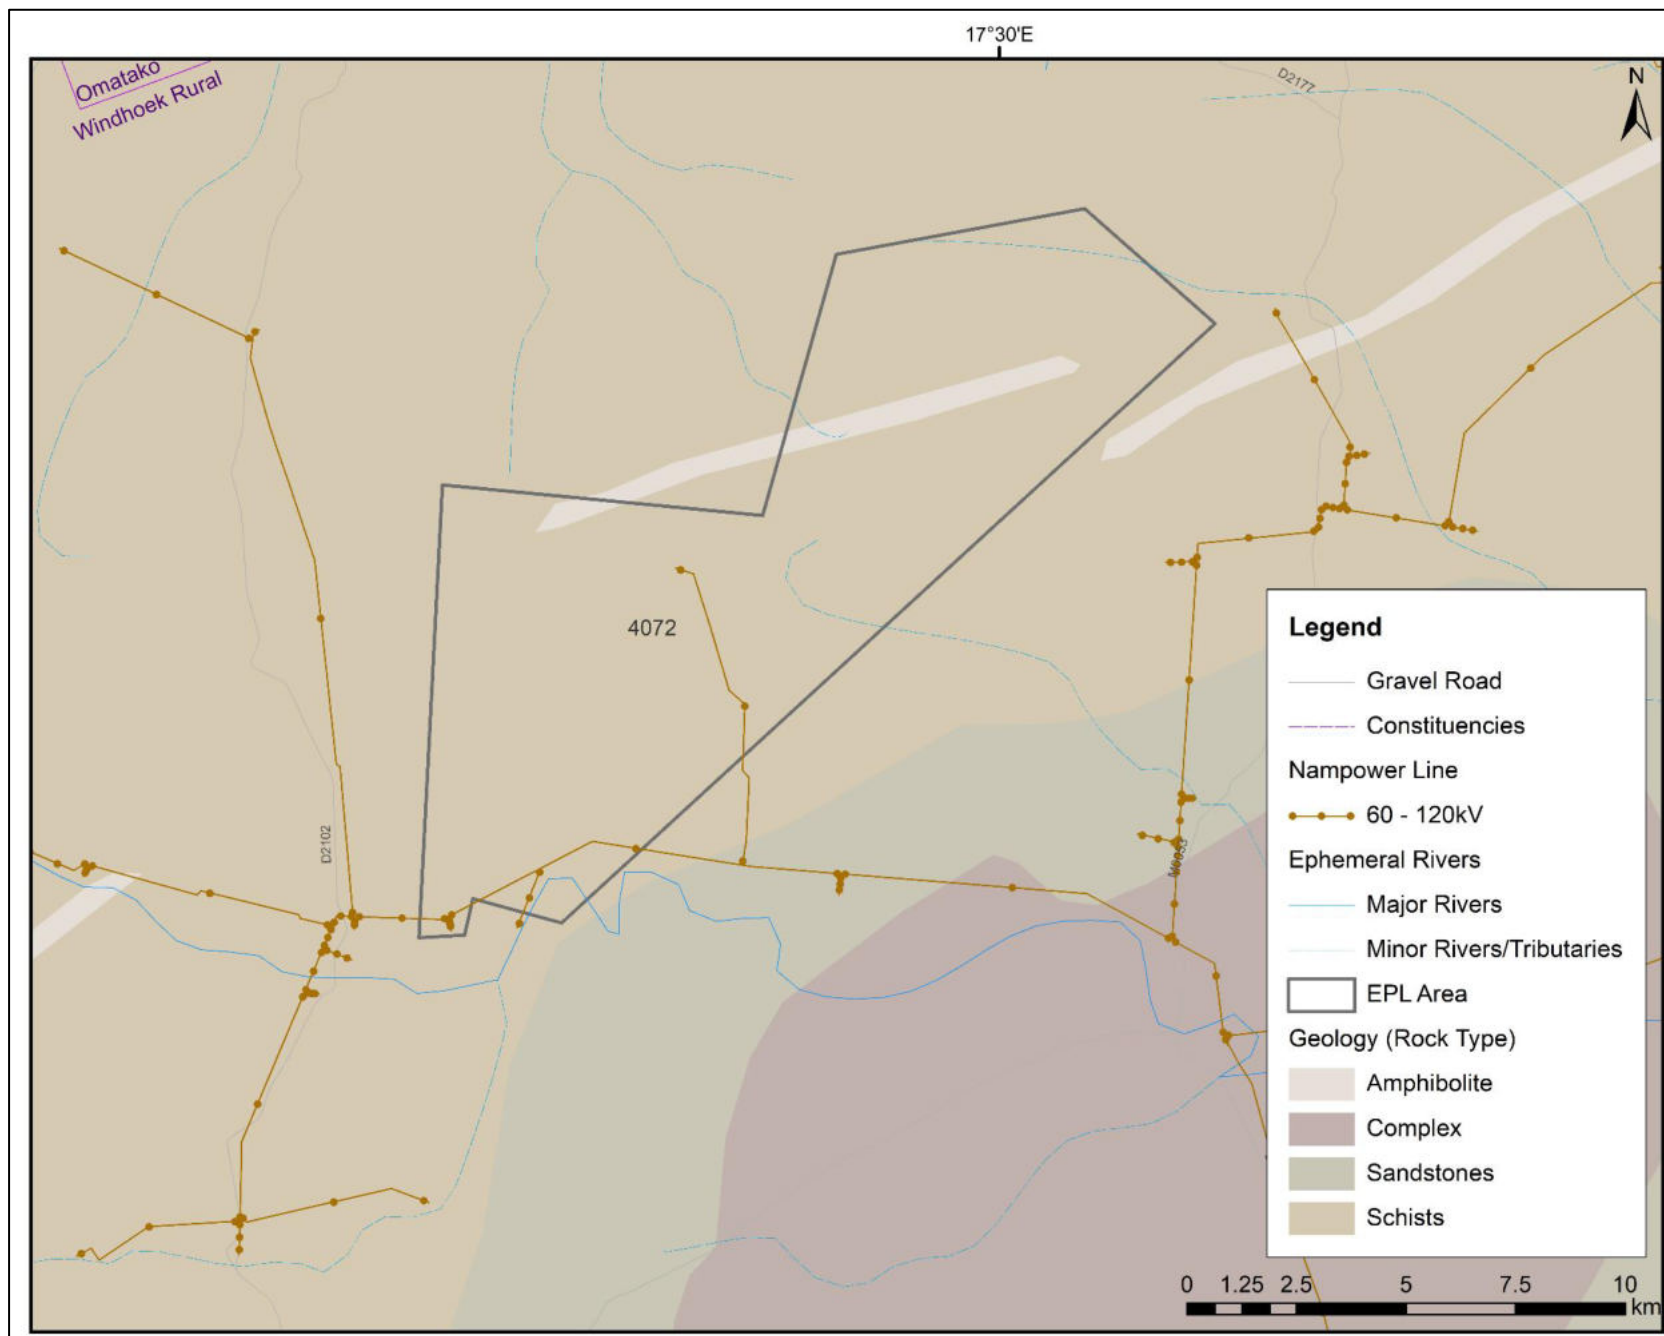 17°30'E
Omatako
Windhoek Rural
D2177
N
4072
D2102
Legend
Gravel Road
Constituencies
Nampower Line
60 - 120kV
Ephemeral Rivers
Major Rivers
Minor Rivers/Tributaries
EPL Area
Geology (Rock Type)
Amphibolite
Complex
Sandstones
Schists
0 1.25 2.5 5 7.5 10
km